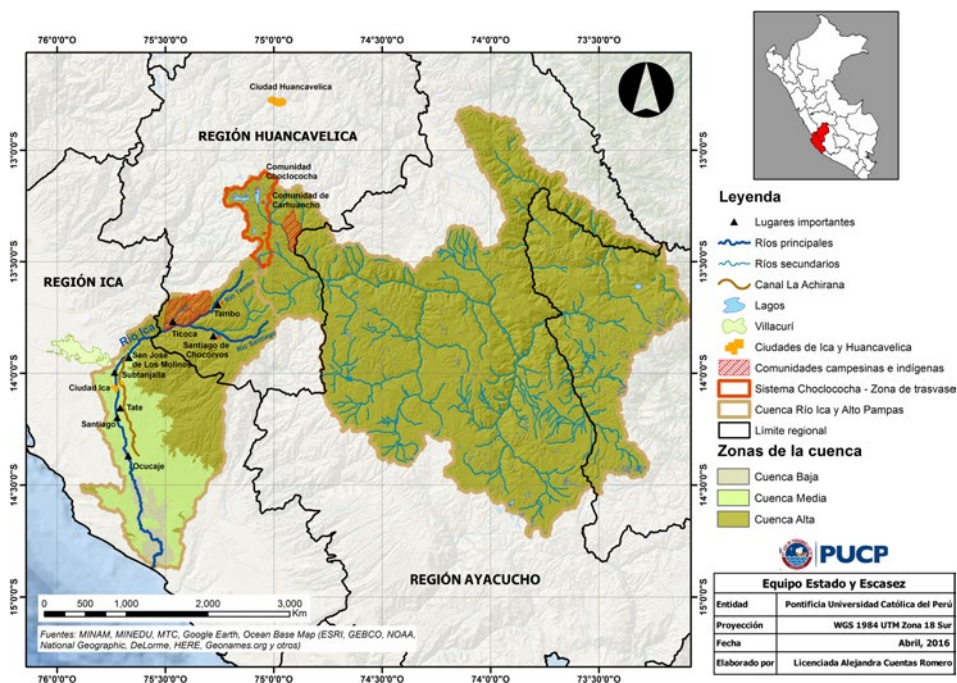 76°0'0"O
75°30'0"O
75°0'0"O
74°30'0"O
74°0'0"O
73°30'0"O
13°0'0"S
13°30'0"S
14°0'0"S
14°30'0"S
15°0'0"S
13°0'0"S
13°30'0"S
14°0'0"S
14°30'0"S
15°0'0"S
Ciudad Huancavelica
REGIÓN HUANCAVELICA
Comunidad
Choclococha
Comunidad de
Carhuancho
REGIÓN ICA
Río Tambo
Tambo
Río Ica
Ticoca
Santiago de
Chocorvos
Río Santiago
San José
de Los Molinos
Subtanjalla
Ciudad Ica
Tate
Santiago
Ocucaje
REGIÓN AYACUCHO
0 500 1,000 2,000 3,000
Km
Fuentes: MINAM, MINEDU, MTC, Google Earth, Ocean Base Map (ESRI, GEBCO, NOAA,
National Geographic, DeLorme, HERE, Geonames.org y otros)
76°0'0"O
75°30'0"O
75°0'0"O
74°30'0"O
74°0'0"O
73°30'0"O
Leyenda
Lugares importantes
Ríos principales
Ríos secundarios
Canal La Achirana
Lagos
Villacurí
Ciudades de Ica y Huancavelica
Comunidades campesinas e indígenas
Sistema Choclococha - Zona de trasvase
Cuenca Río Ica y Alto Pampas
Límite regional
Zonas de la cuenca
Cuenca Baja
Cuenca Media
Cuenca Alta
PUCP
Equipo Estado y Escasez
Entidad Pontificia Universidad Católica del Perú
Proyección WGS 1984 UTM Zona 18 Sur
Fecha Abril, 2016
Elaborado por Licenciada Alejandra Cuentas Romero